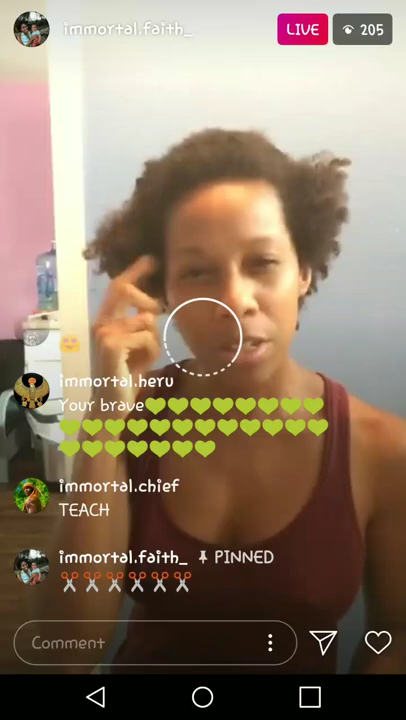 immortal.faith_
LIVE
205
immortal.heru
Your brave💚💚💚💚💚💚💚💚
💚💚💚💚💚💚💚💚💚💚💚💚
💚💚💚💚💚💚💚
immortal.chief
TEACH
immortal.faith_ 📌 PINNED
✂️✂️✂️✂️✂️✂️
Comment